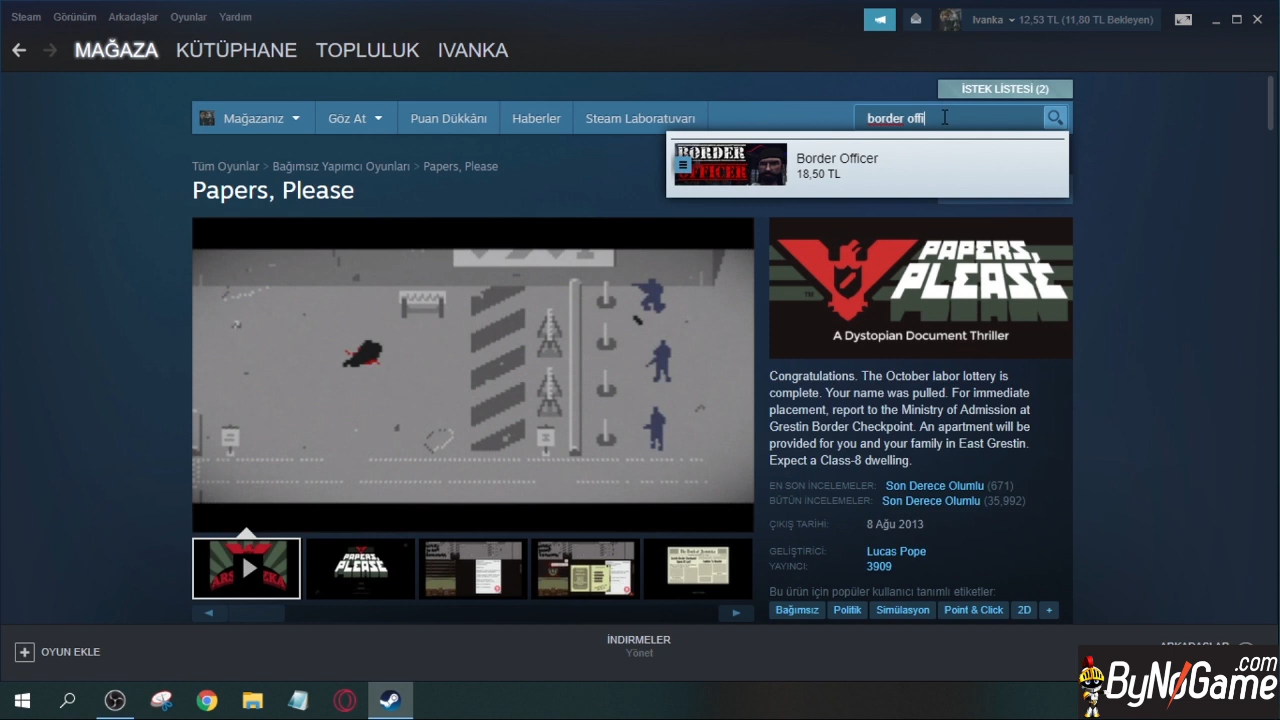 Steam Görünüm Arkadaşlar Oyunlar Yardım
Ivanka 12,53 TL (11,80 TL Bekleyen)
MAĞAZA KÜTÜPHANE TOPLULUK IVANKA
İSTEK LİSTESİ (2)
Mağazanız Göz At Puan Dükkânı Haberler Steam Laboratuvarı
border offi
BORDER OFFICER
Border Officer
18,50 TL
Tüm Oyunlar > Bağımsız Yapımcı Oyunları > Papers, Please
Papers, Please
PAPERS, PLEASE
A Dystopian Document Thriller
Congratulations. The October labor lottery is
complete. Your name was pulled. For immediate
placement, report to the Ministry of Admission at
Grestin Border Checkpoint. An apartment will be
provided for you and your family in East Grestin.
Expect a Class-8 dwelling.
EN SON İNCELEMELER: Son Derece Olumlu (671)
BÜTÜN İNCELEMELER: Son Derece Olumlu (35,992)
ÇIKIŞ TARİHİ: 8 Ağu 2013
GELİŞTİRİCİ: Lucas Pope
YAYINCI: 3909
PAPERS, PLEASE
Bu ürün için popüler kullanıcı tanımlı etiketler:
Bağımsız Politik Simülasyon Point & Click 2D +
OYUN EKLE
İNDİRMELER
Yönet
ByNoGame.com